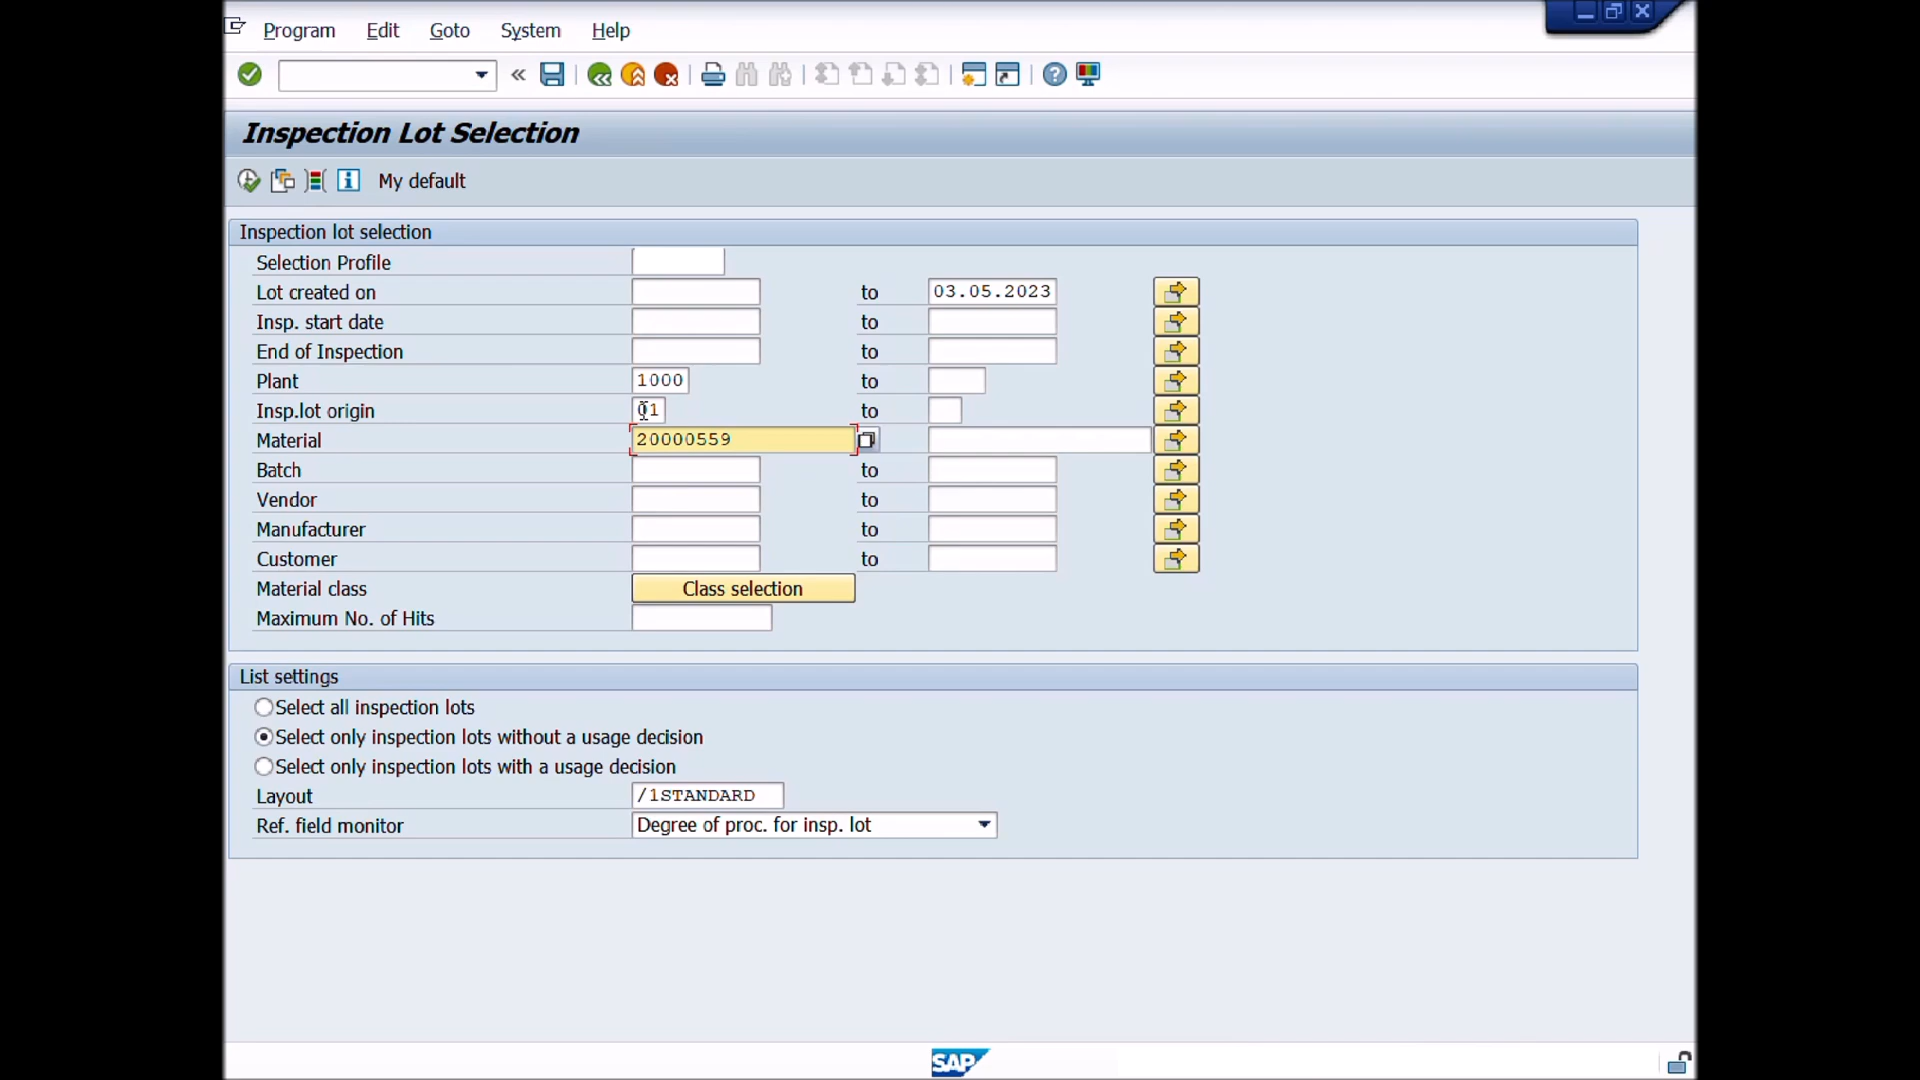 Program Edit Goto System Help
Inspection Lot Selection
My default
Inspection lot selection
Selection Profile
Lot created on to 03.05.2023
Insp. start date to
End of Inspection to
Plant 1000 to
Insp.lot origin 01 to
Material 20000559
Batch to
Vendor to
Manufacturer to
Customer to
Material class Class selection
Maximum No. of Hits
List settings
Select all inspection lots
Select only inspection lots without a usage decision
Select only inspection lots with a usage decision
Layout /1STANDARD
Ref. field monitor Degree of proc. for insp. lot
SAP